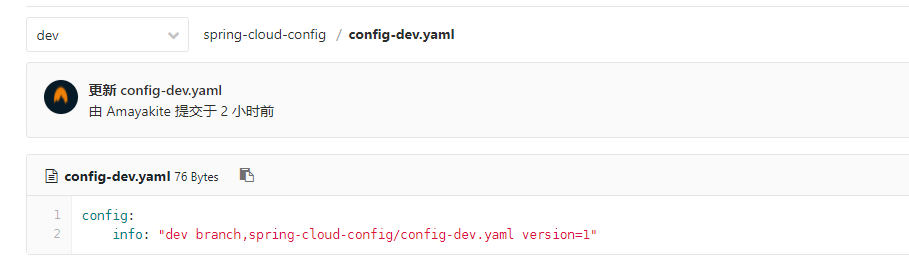 dev
spring-cloud-config / config-dev.yaml
更新 config-dev.yaml
由 Amayakite 提交于 2 小时前
config-dev.yaml 76 Bytes
1 config:
2 info: "dev branch,spring-cloud-config/config-dev.yaml version=1"